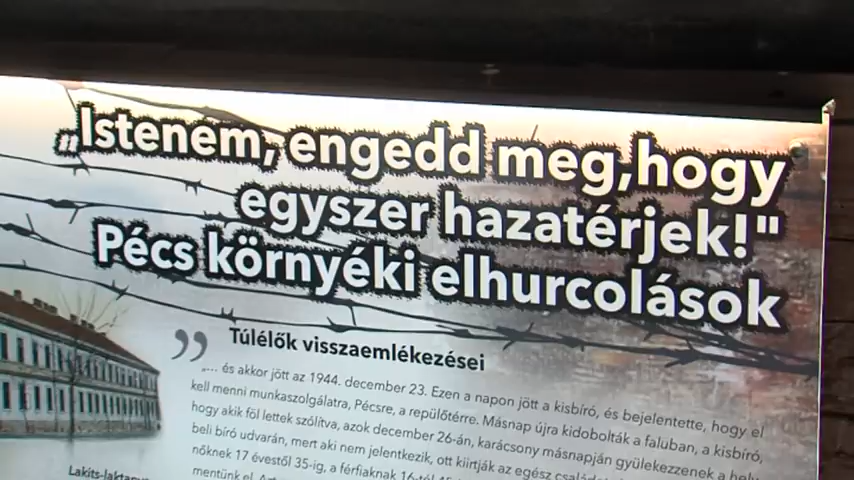 „Istenem, engedd meg,hogy
egyszer hazatérjek!"
Pécs környéki elhurcolások
Túlélők visszaemlékezései
„... és akkor jött az 1944. december 23. Ezen a napon jött a kisbíró, és bejelentette, hogy el
kell menni munkaszolgálatra, Pécsre, a repülőtérre. Másnap újra kidobolták a faluban, a kisbíró,
hogy akik föl lettek szólítva, azok december 26-án, karácsony másnapján gyülekezzenek a hely
beli bíró udvarán, mert aki nem jelentkezik, ott kiirtják az egész
nőknek 17 évestől 35-ig, a férfiaknak 16-tól
mentünk el.